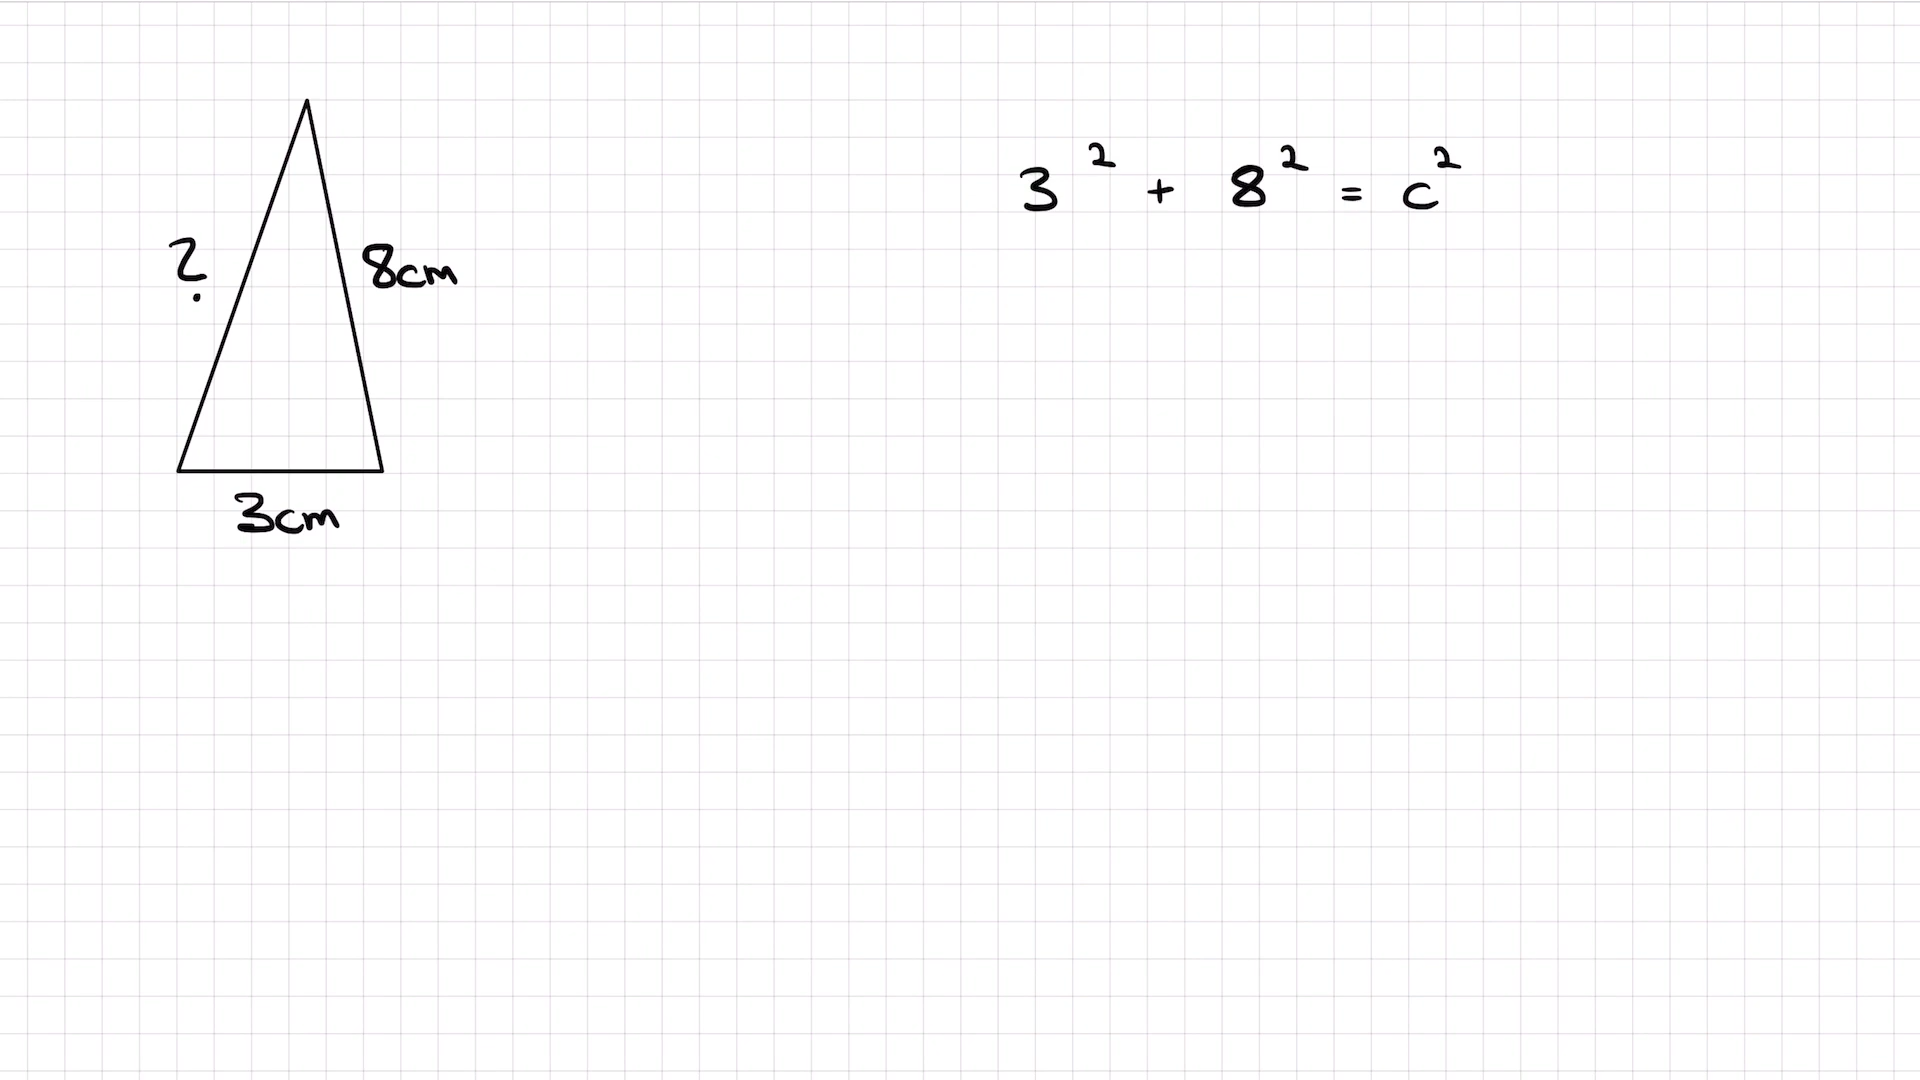 3² + 8² = c²
?
8cm
3cm